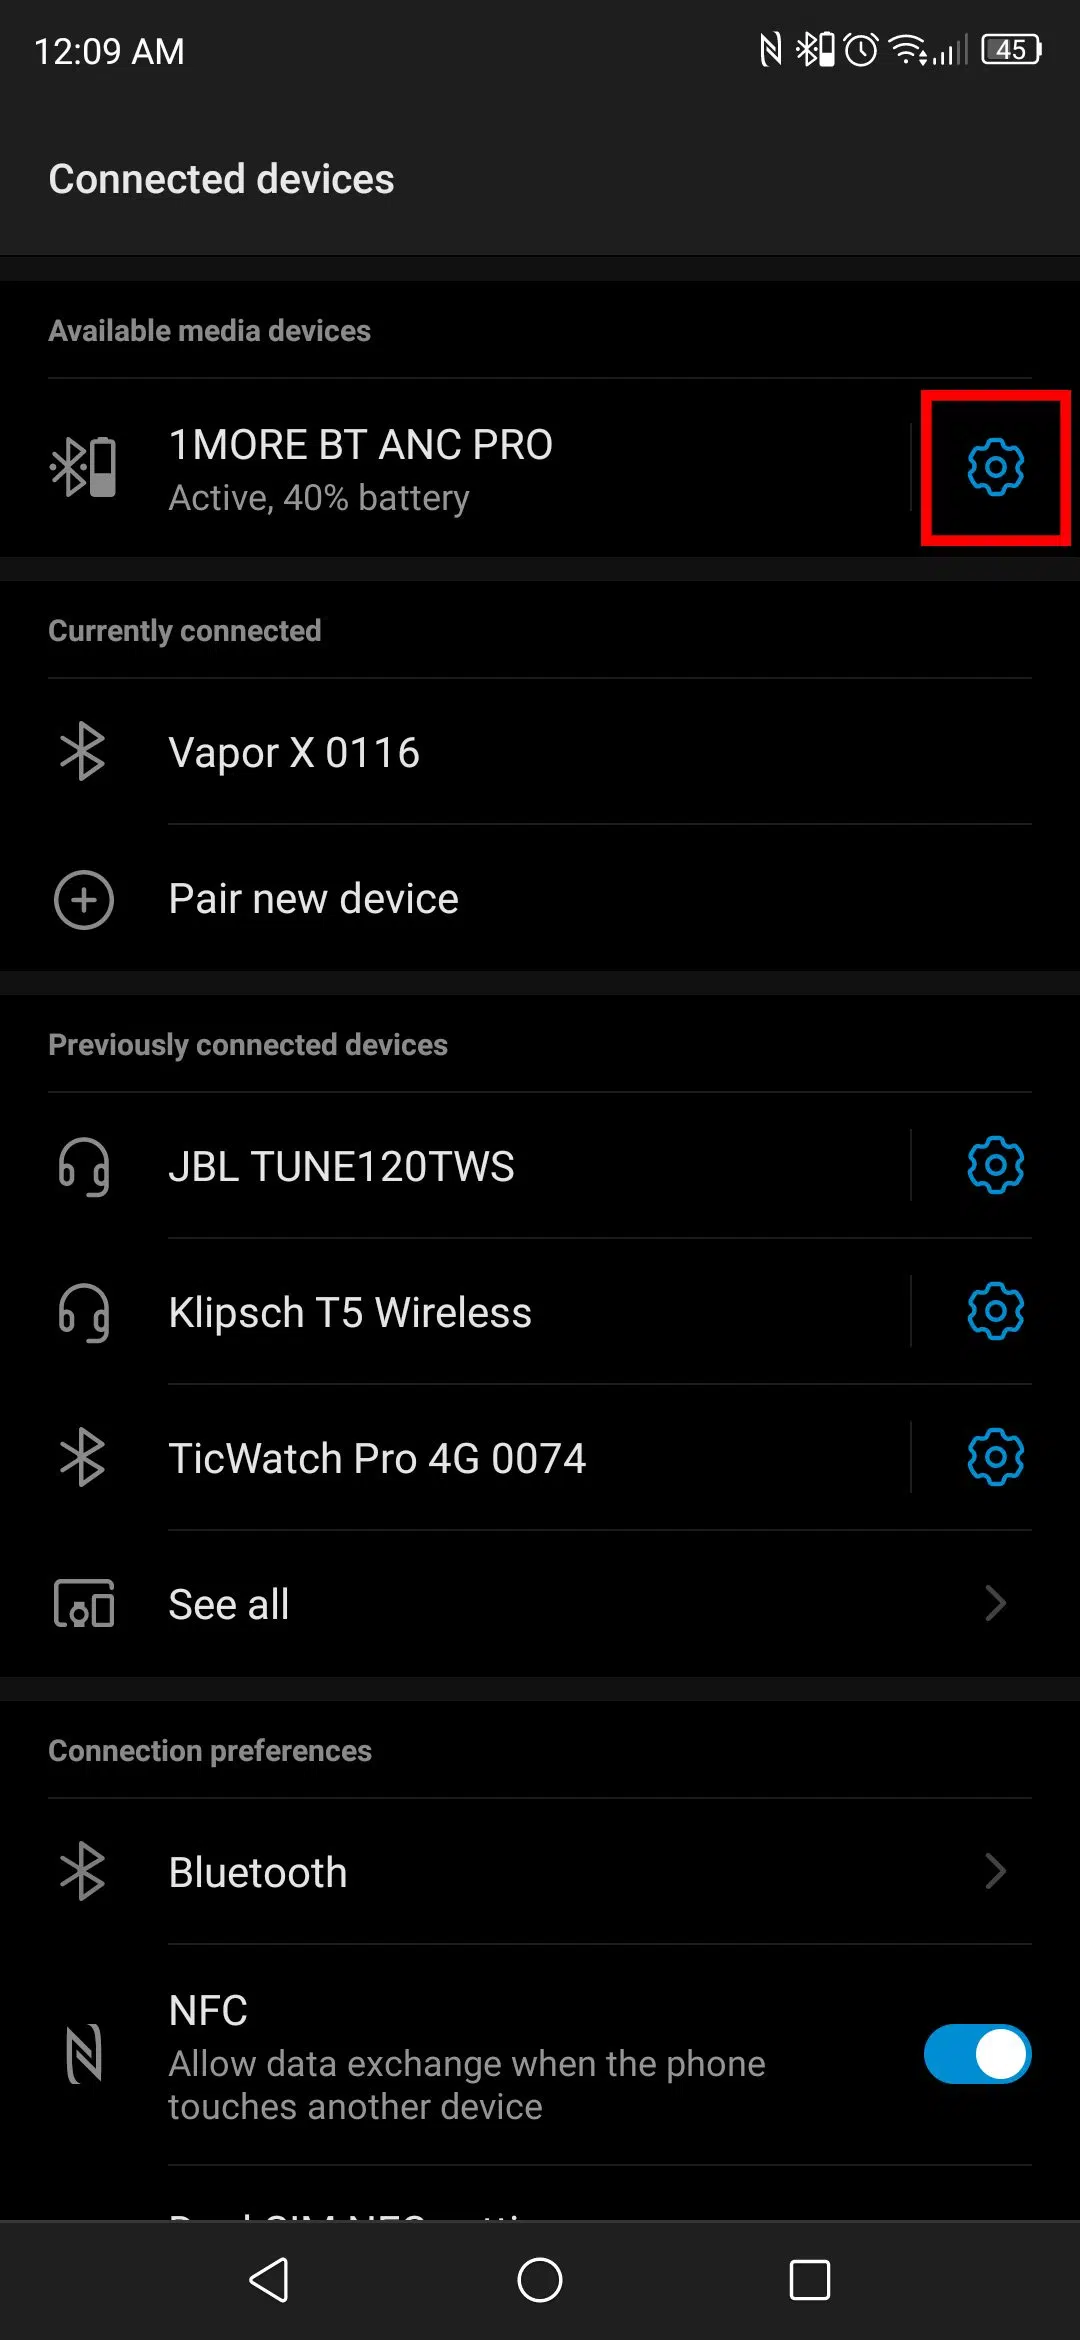 12:09 AM
45
Connected devices
Available media devices
1MORE BT ANC PRO
Active, 40% battery
Currently connected
Vapor X 0116
Pair new device
Previously connected devices
JBL TUNE120TWS
Klipsch T5 Wireless
TicWatch Pro 4G 0074
See all
Connection preferences
Bluetooth
NFC
Allow data exchange when the phone
touches another device